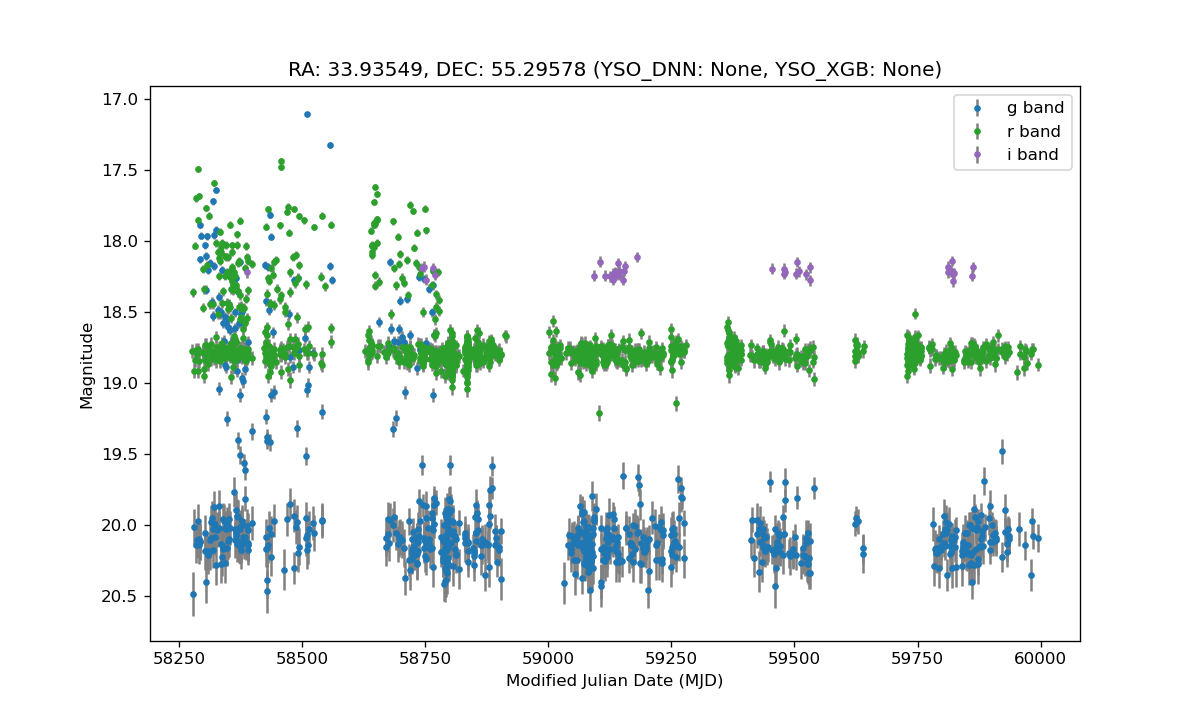 RA: 33.93549, DEC: 55.29578 (YSO_DNN: None, YSO_XGB: None)
g band
r band
i band
17.0
17.5
18.0
18.5
19.0
19.5
20.0
20.5
Magnitude
58250
58500
58750
59000
59250
59500
59750
60000
Modified Julian Date (MJD)